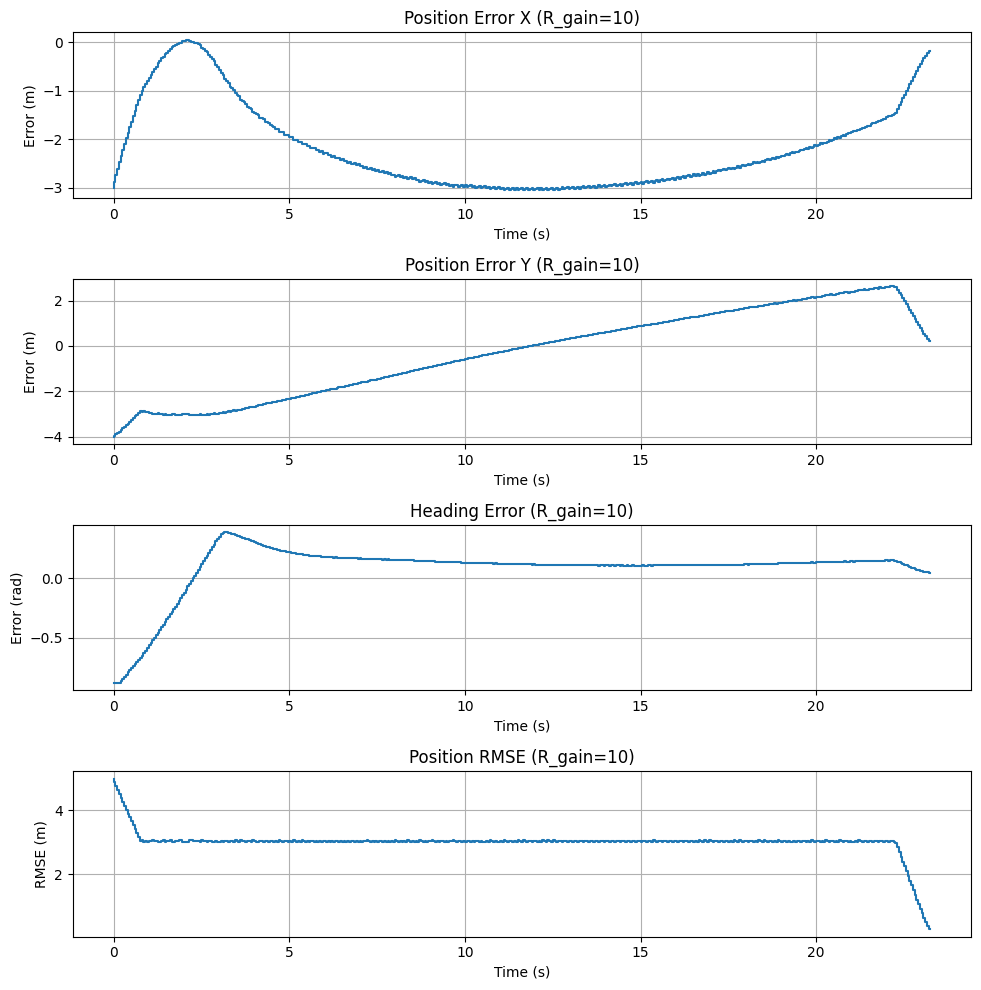 Position Error X (R_gain=10)
0
−1
−2
−3
Error (m)
0 5 10 15 20
Time (s)
Position Error Y (R_gain=10)
2
0
−2
−4
Error (m)
0 5 10 15 20
Time (s)
Heading Error (R_gain=10)
0.0
−0.5
Error (rad)
0 5 10 15 20
Time (s)
Position RMSE (R_gain=10)
4
2
RMSE (m)
0 5 10 15 20
Time (s)